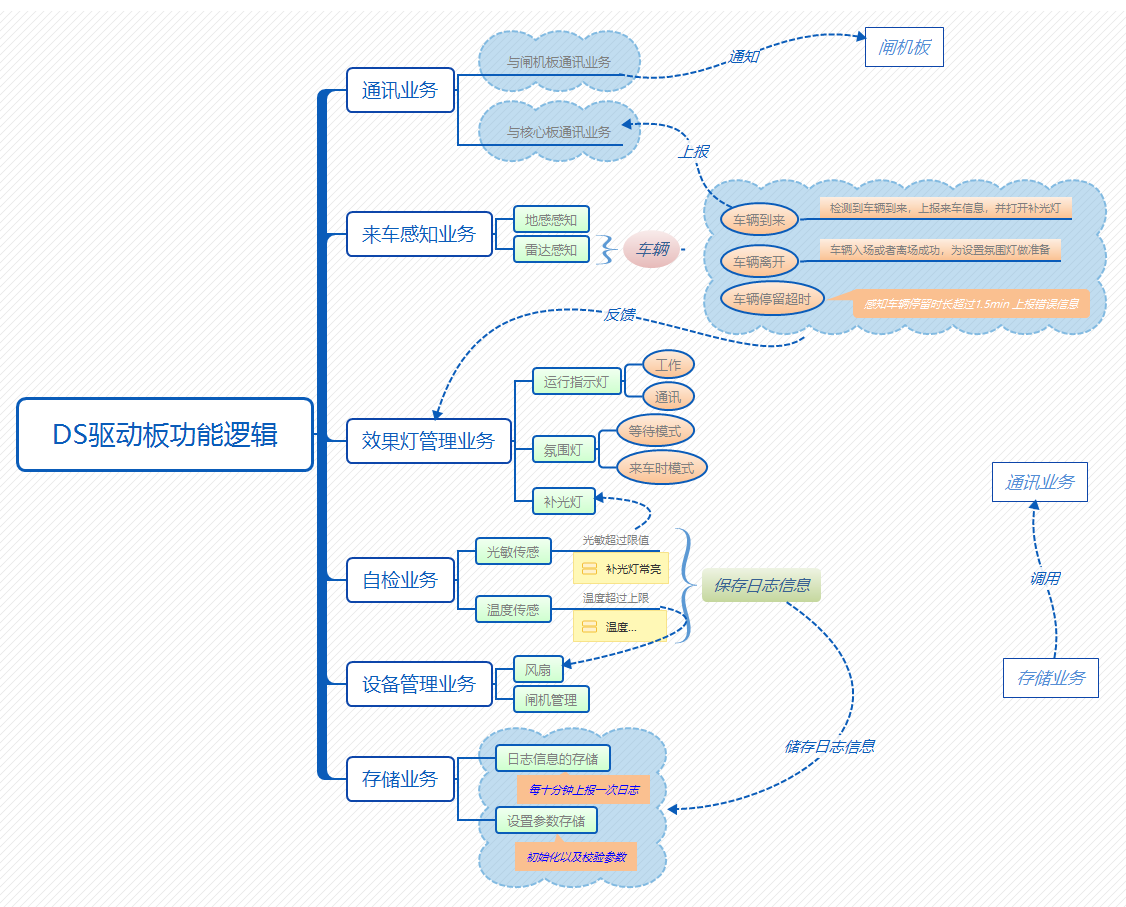 DS驱动板功能逻辑
通讯业务
与闸机板通讯业务
通知
闸机板
与核心板通讯业务
上报
来车感知业务
地感感知
雷达感知
车辆
车辆到来
检测到车辆到来，上报来车信息，并打开补光灯
车辆离开
车辆入场或者离场成功，为设置氛围灯做准备
车辆停留超时
感知车辆停留时长超过1.5min 上报错误信息
反馈
效果灯管理业务
运行指示灯
工作
通讯
氛围灯
等待模式
来车时模式
补光灯
自检业务
光敏传感
光敏超过限值
补光灯常亮
温度传感
温度超过上限
温度...
保存日志信息
设备管理业务
风扇
闸机管理
储存日志信息
存储业务
日志信息的存储
每十分钟上报一次日志
设置参数存储
初始化以及校验参数
通讯业务
调用
存储业务